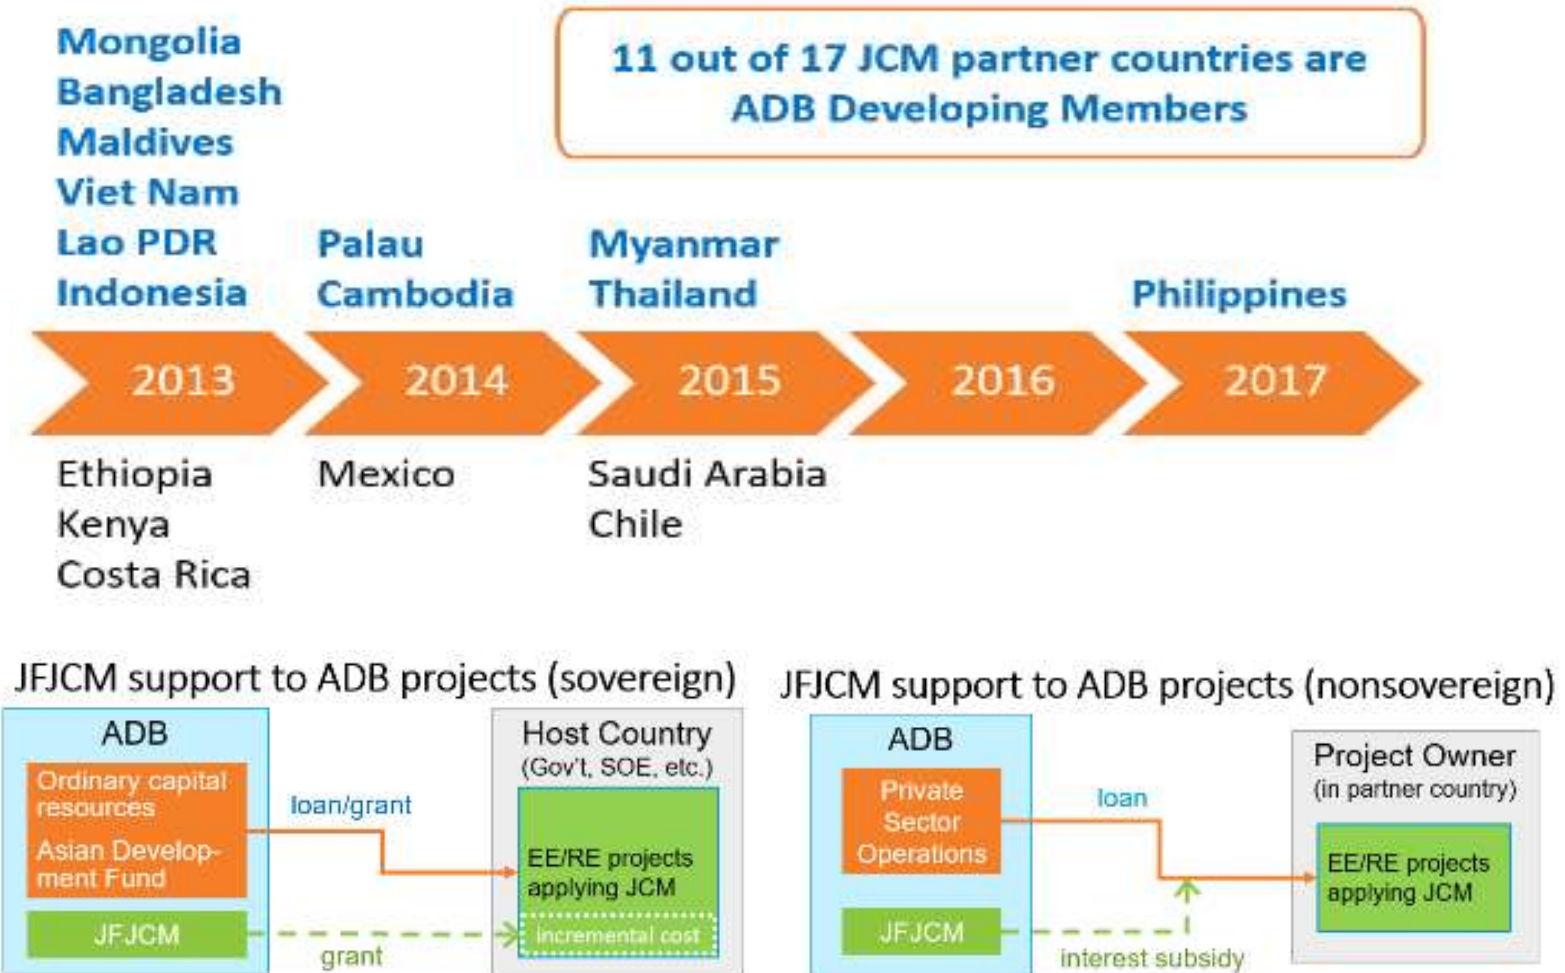 Mongolia
Bangladesh
Maldives
Viet Nam
Lao PDR
Indonesia
11 out of 17 JCM partner countries are
ADB Developing Members
Palau
Cambodia
Myanmar
Thailand
Philippines
2013
2014
2015
2016
2017
Ethiopia
Kenya
Costa Rica
Mexico
Saudi Arabia
Chile
JFJCM support to ADB projects (sovereign)
ADB
Ordinary capital
resources
Asian Develop-
ment Fund
JFJCM
loan/grant
grant
Host Country
(Gov't, SOE, etc.)
EE/RE projects
applying JCM
incremental cost
JFJCM support to ADB projects (nonsovereign)
ADB
Private
Sector
Operations
JFJCM
loan
interest subsidy
Project Owner
(in partner country)
EE/RE projects
applying JCM